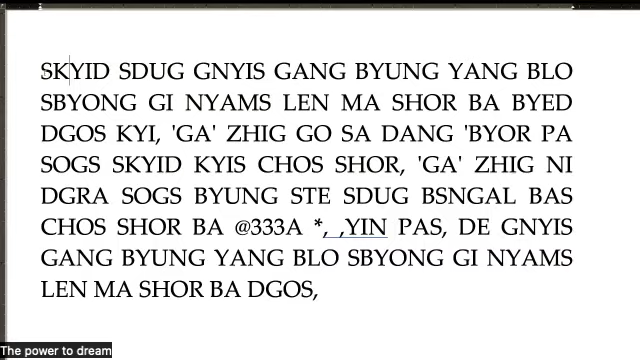 SKYID SDUG GNYIS GANG BYUNG YANG BLO
SBYONG GI NYAMS LEN MA SHOR BA BYED
DGOS KYI, 'GA' ZHIG GO SA DANG 'BYOR PA
SOGS SKYID KYIS CHOS SHOR, 'GA' ZHIG NI
DGRA SOGS BYUNG STE SDUG BSNGAL BAS
CHOS SHOR BA @333A *, ,YIN PAS, DE GNYIS
GANG BYUNG YANG BLO SBYONG GI NYAMS
LEN MA SHOR BA DGOS,
The power to dream